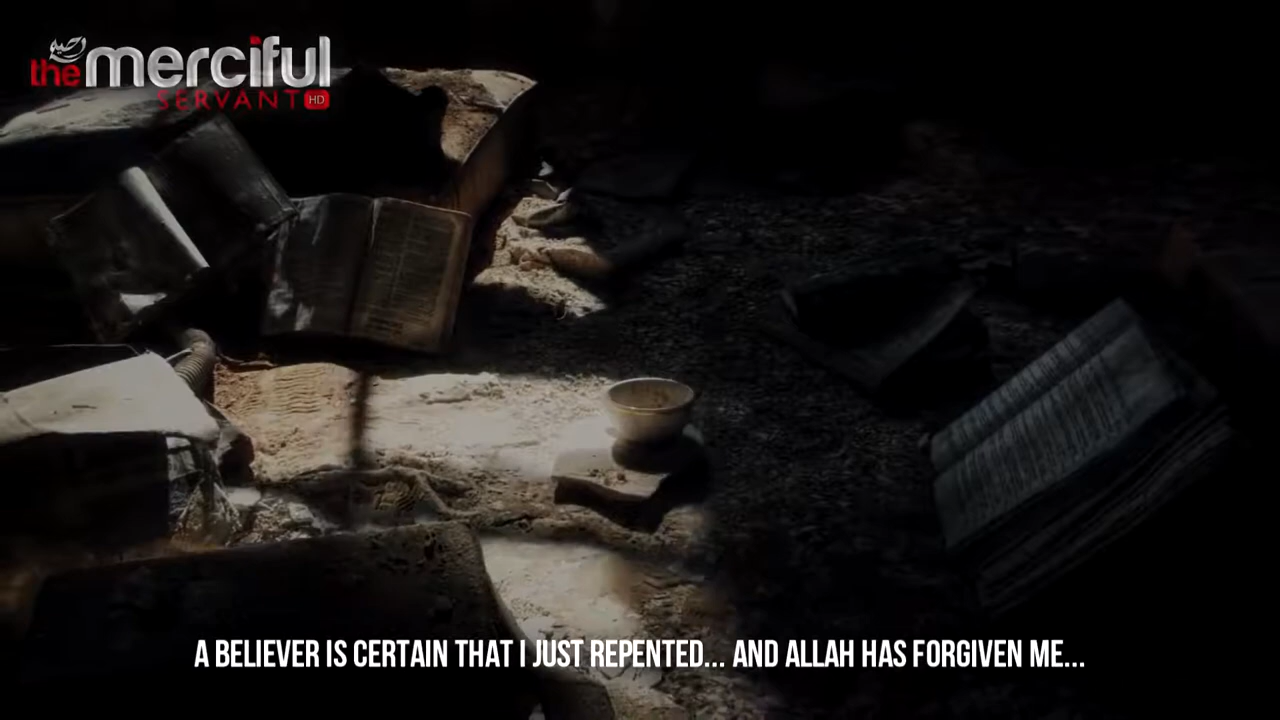 the merciful
SERVANT HD
A BELIEVER IS CERTAIN THAT I JUST REPENTED... AND ALLAH HAS FORGIVEN ME...